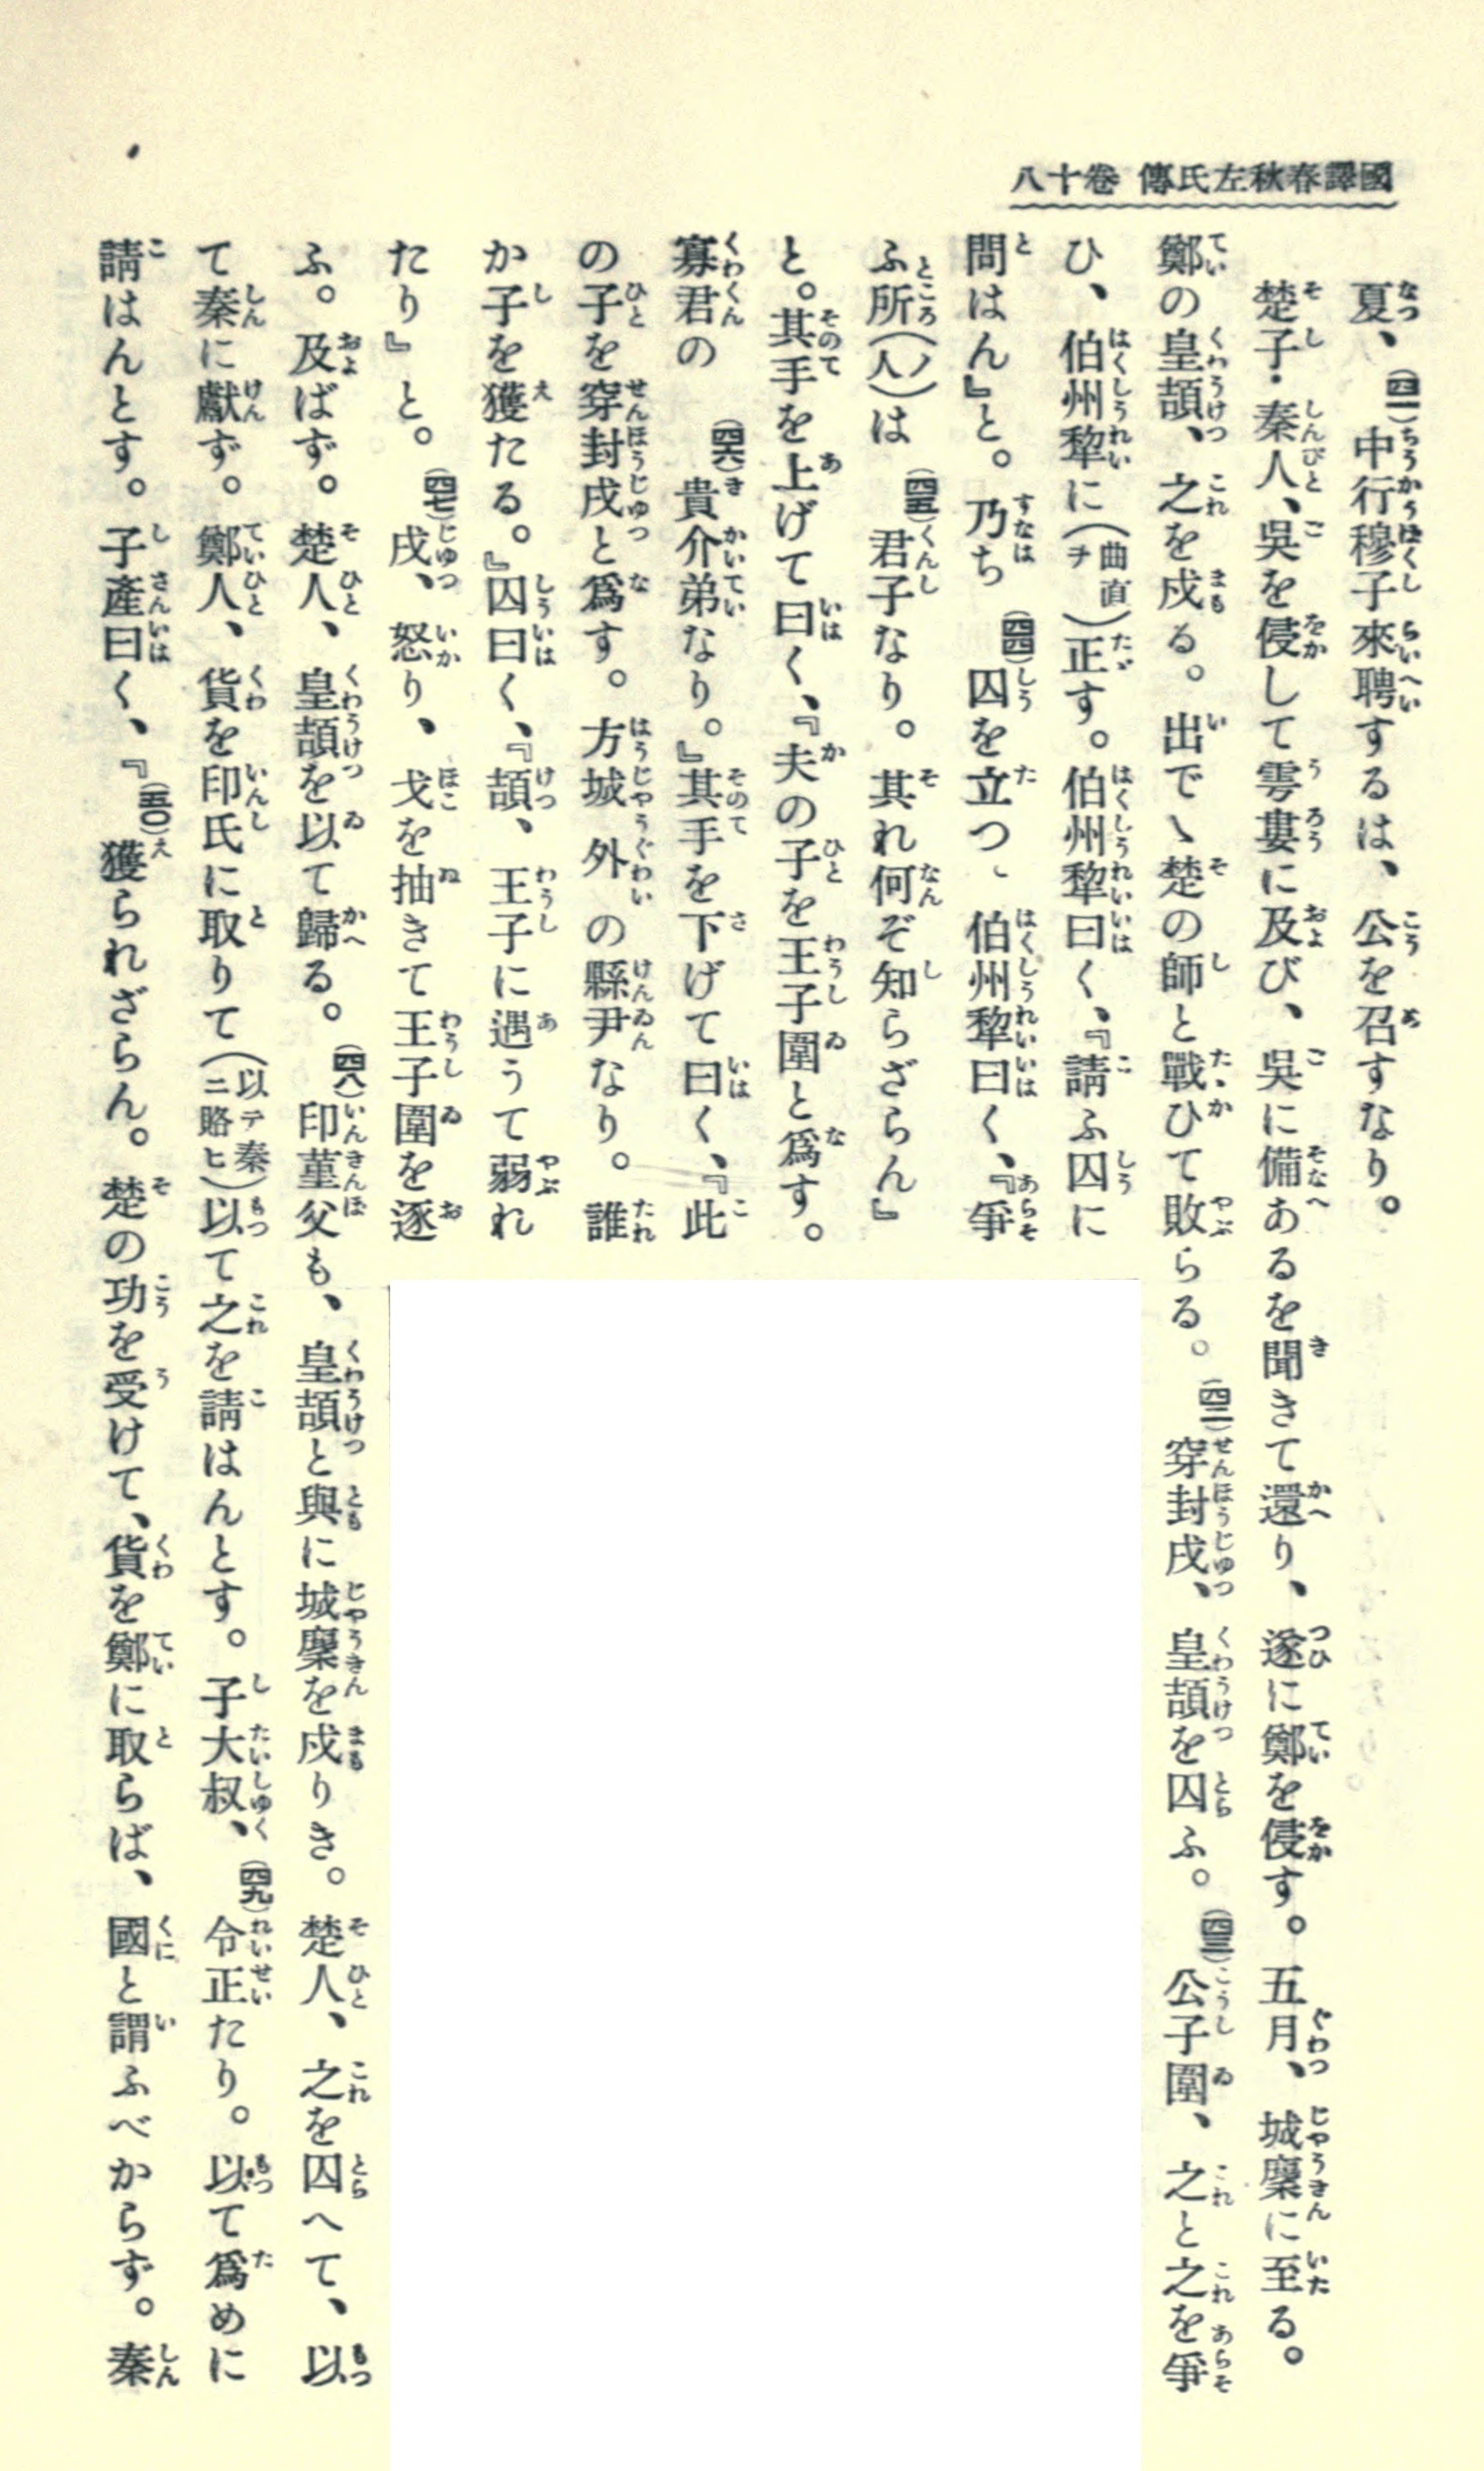 國譯春秋左氏傳 卷十八
夏、(四一)中行穆子來聘するは、公を召すなり。
楚子・秦人、吳を侵して雩婁に及び、吳に備あるを聞きて還り、遂に鄭を侵す。五月、城麇に至る。
鄭の皇頡、之を戍る。出でゝ楚の師と戰ひて敗らる。(四二)穿封戌、皇頡を囚ふ。(四三)公子圍、之と之を爭
ひ、伯州犂に(曲直ヲ)正す。伯州犂曰く、『請ふ囚に
問はん』と。乃ち(四四)囚を立つ、伯州犂曰く、『爭
ふ所(ノ人)は(四五)君子なり。其れ何ぞ知らざらん』
と。其手を上げて曰く、『夫の子を王子圍と爲す。
寡君の(四六)貴介弟なり。』其手を下げて曰く、『此
の子を穿封戌と爲す。方城外の縣尹なり。誰
か子を獲たる。』囚曰く、『頡、王子に遇うて弱れ
たり』と。(四七)戌、怒り、戈を抽きて王子圍を逐
ふ。及ばず。楚人、皇頡を以て歸る。(四八)印菫父も、皇頡と與に城麇を戍りき。楚人、之を囚へて、以
て秦に獻ず。鄭人、貨を印氏に取りて(以テ秦ニ賂ヒ)以て之を請はんとす。子大叔、(四九)令正たり。以て爲めに
請はんとす。子產曰く、『(五〇)獲られざらん。楚の功を受けて、貨を鄭に取らば、國と謂ふべからず。秦